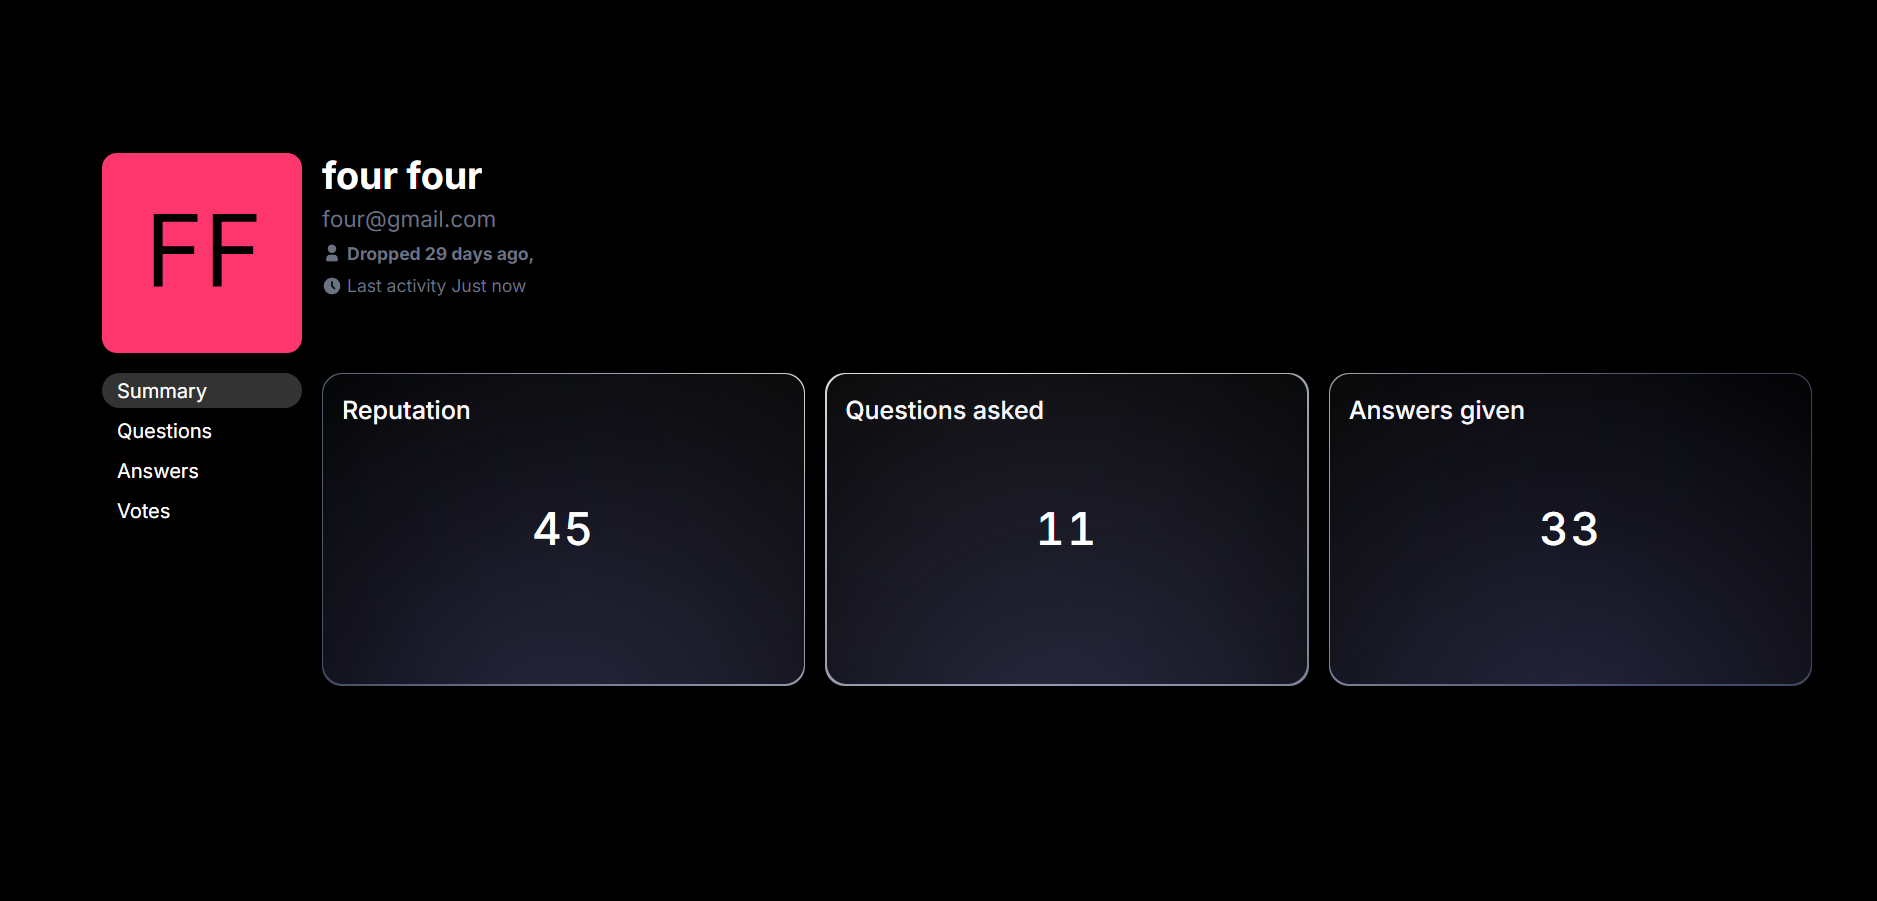 FF
four four
four@gmail.com
Dropped 29 days ago,
Last activity Just now
Summary
Questions
Answers
Votes
Reputation
45
Questions asked
11
Answers given
33